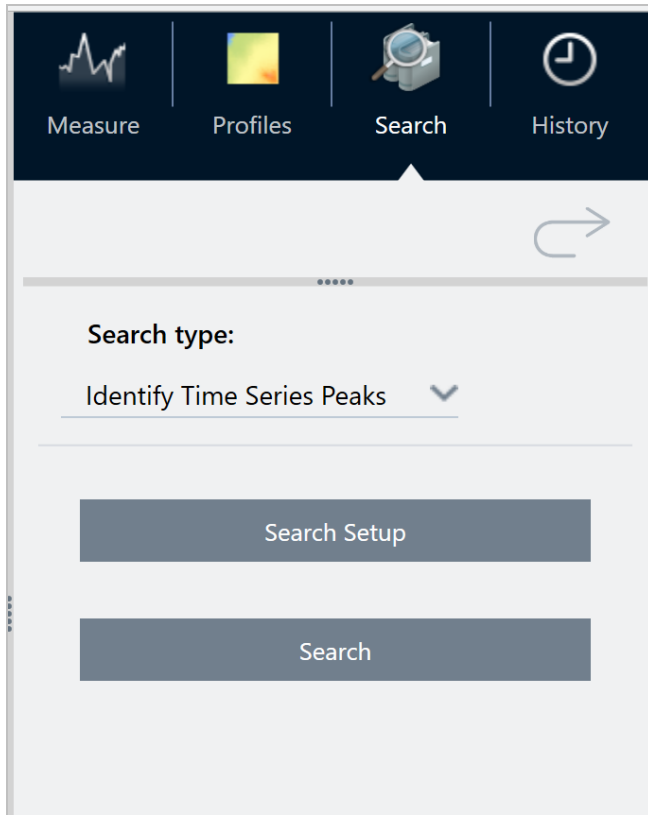 Measure Profiles Search History
Search type:
Identify Time Series Peaks
Search Setup
Search